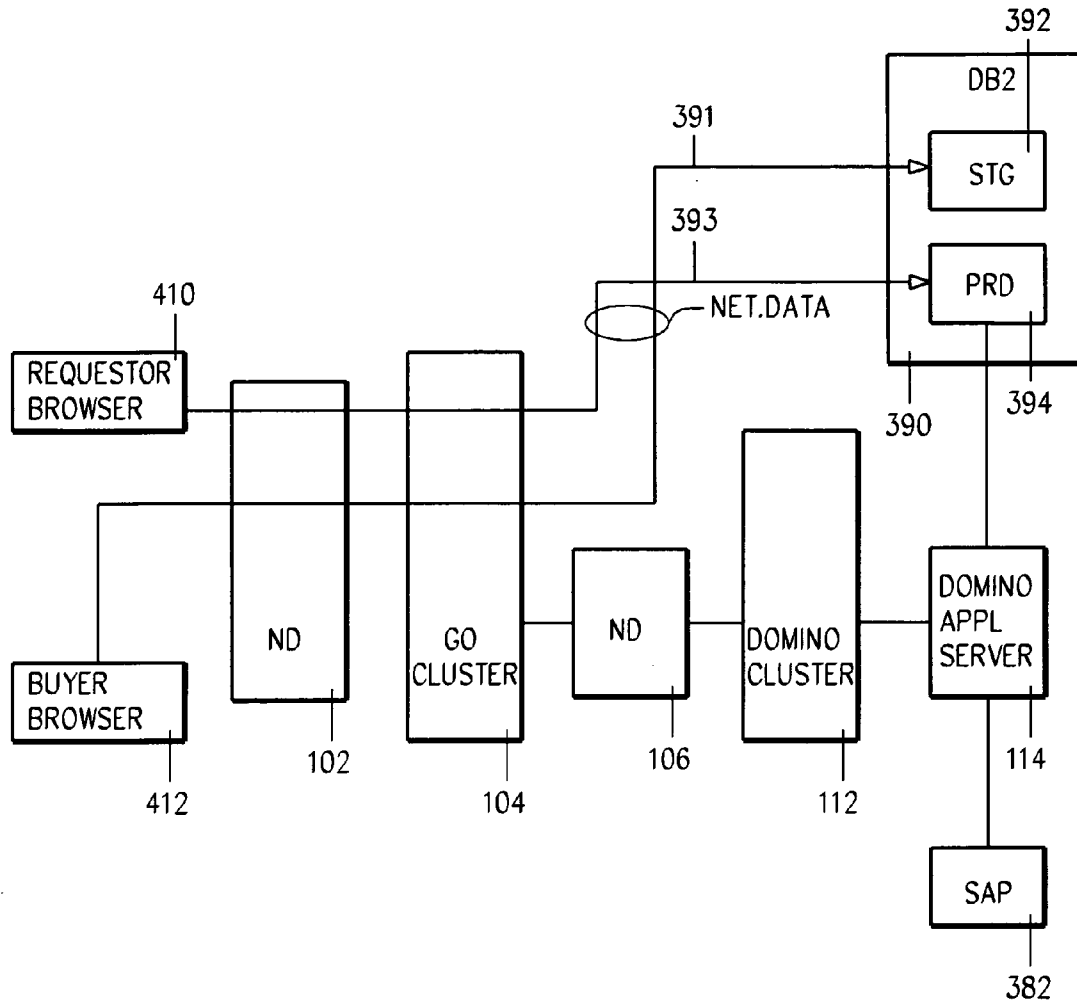 392
DB2
391
STG
393
410
PRD
NET.DATA
REQUESTOR
BROWSER
390
394
ND
GO
CLUSTER
ND
DOMINO
CLUSTER
DOMINO
APPL
SERVER
BUYER
BROWSER
102
106
114
412
104
112
SAP
382